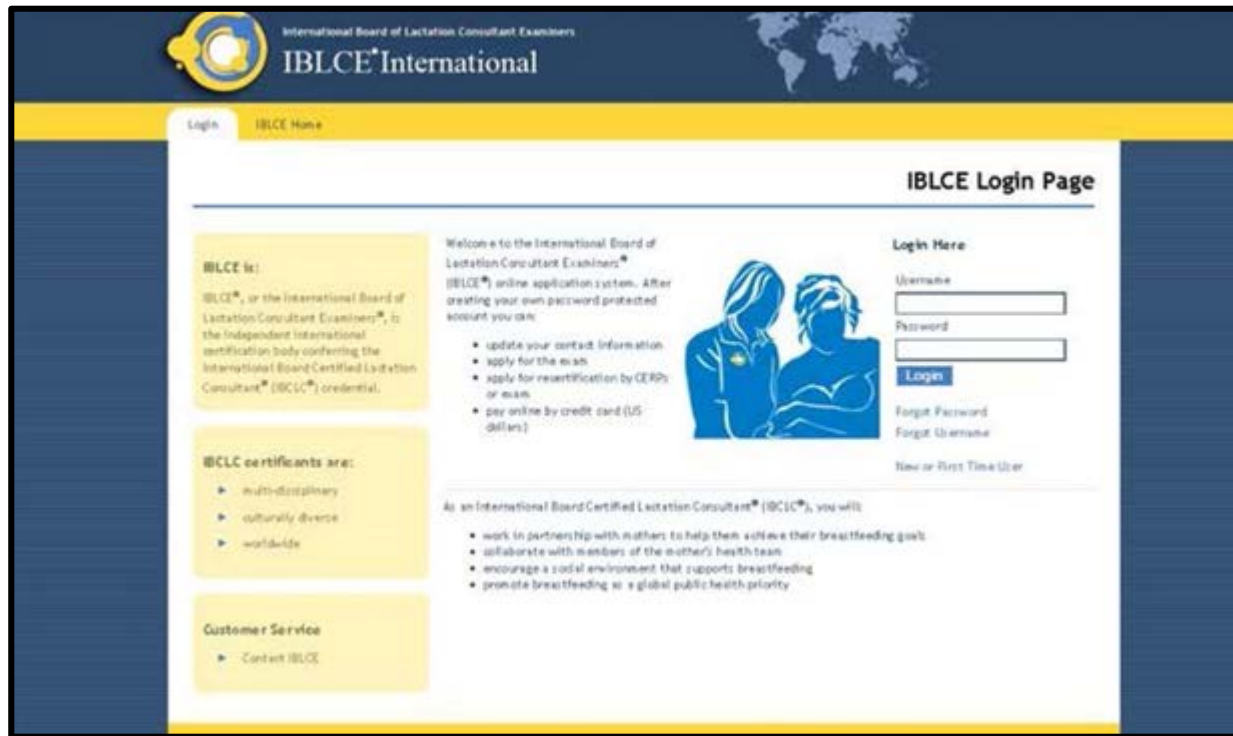 International Board of Lactation Consultant Examiners
IBLCE® International
Login
IBLCE Home
IBLCE Login Page
IBLCE is:
IBLCE®, or the International Board of
Lactation Consultant Examiners®, is
the independent international
certification body conferring the
International Board Certified Lactation
Consultant® (IBCLC®) credential.
IBCLC certificants are:
multi-disciplinary
culturally diverse
worldwide
Customer Service
Contact IBLCE
Welcome to the International Board of
Lactation Consultant Examiners®
(IBLCE®) online application system. After
creating your own password protected
account you can:
• update your contact information
• apply for the exam
• apply for recertification by CERPs
or exam
• pay online by credit card (US
dollars)
Login Here
Username
Password
Login
Forgot Password
Forgot Username
New or First Time User
As an International Board Certified Lactation Consultant® (IBCLC®), you will:
• work in partnership with mothers to help them achieve their breastfeeding goals
• collaborate with members of the mother's health team
• encourage a social environment that supports breastfeeding
• promote breastfeeding as a global public health priority